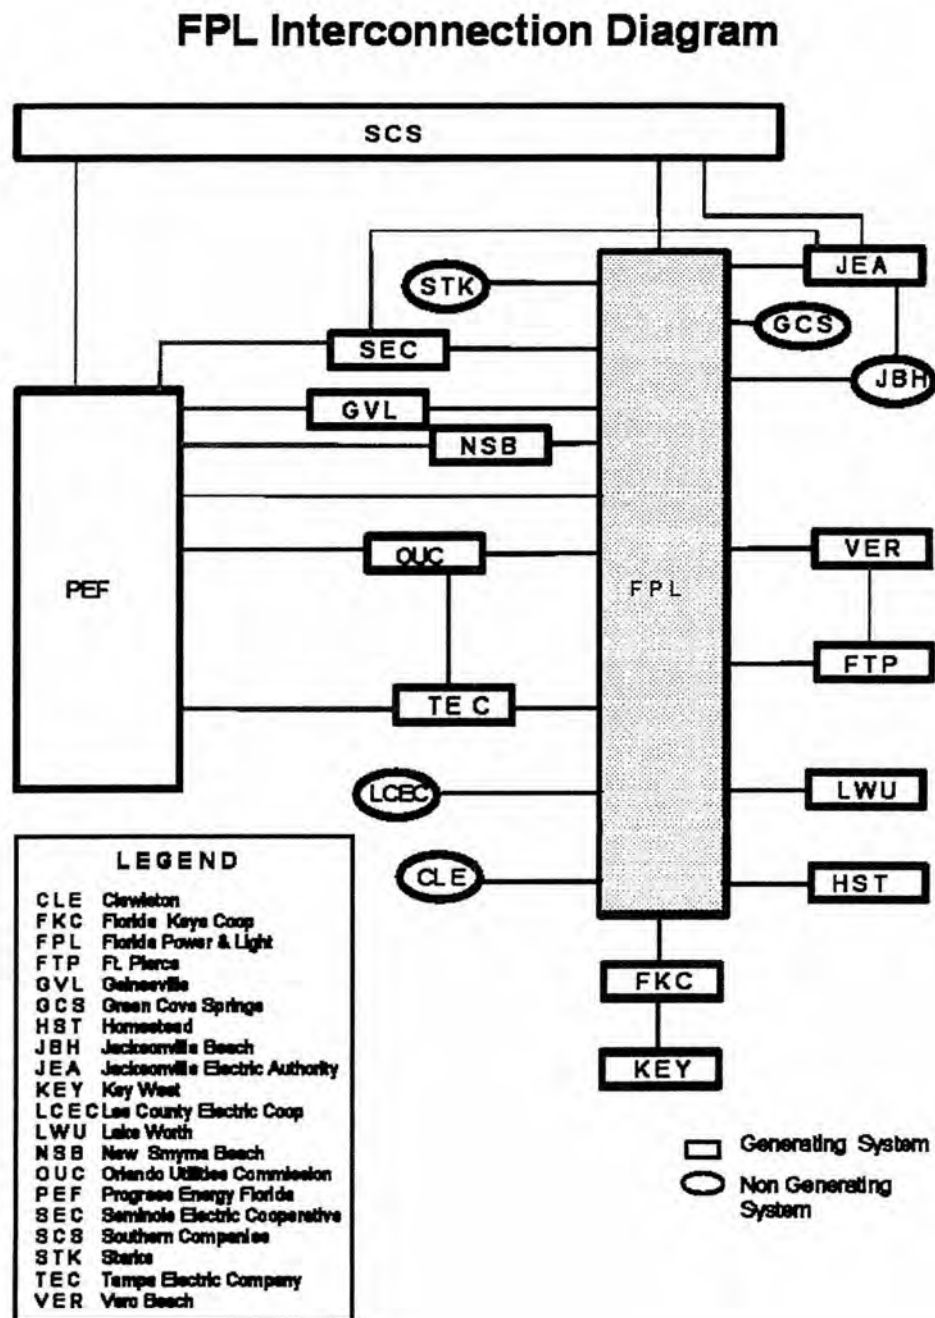 FPL Interconnection Diagram
SCS
STK
JEA
GCS
SEC
JBH
GVL
NSB
OUC
VER
PEF
FPL
FTP
TEC
LCEC
LWU
CLE
HST
FKC
KEY
LEGEND
CLE Clewiston
FKC Florida Keys Coop
FPL Florida Power & Light
FTP Ft. Pierce
GVL Gainesville
GCS Green Cove Springs
HST Homestead
JBH Jacksonville Beach
JEA Jacksonville Electric Authority
KEY Key West
LCEC Lee County Electric Coop
LWU Lake Worth
NSB New Smyrna Beach
OUC Orlando Utilities Commission
PEF Progress Energy Florida
SEC Seminole Electric Cooperative
SCS Southern Companies
STK Starke
TEC Tampa Electric Company
VER Vero Beach
Generating System
Non Generating
System